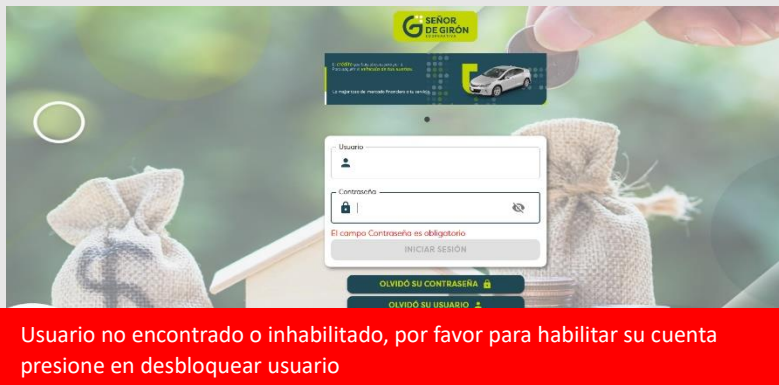 SEÑOR
DE GIRÓN
COOPERATIVA
La mejor tasa del mercado financiero a tu servicio
Usuario
Contraseña
El campo Contraseña es obligatorio
INICIAR SESIÓN
OLVIDÓ SU CONTRASEÑA
OLVIDÓ SU USUARIO
Usuario no encontrado o inhabilitado, por favor para habilitar su cuenta
presione en desbloquear usuario